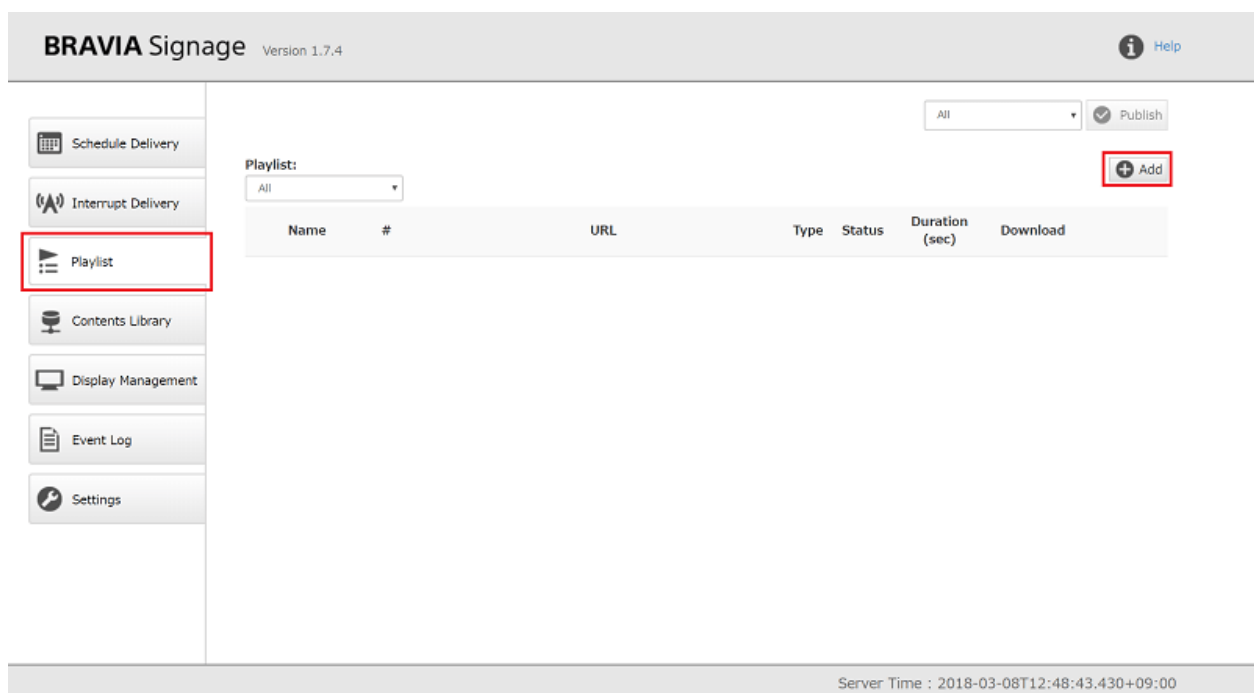 BRAVIA Signage Version 1.7.4
Help
All
Publish
Schedule Delivery
Playlist:
Add
All
Interrupt Delivery
Name # URL Type Status Duration (sec) Download
Playlist
Contents Library
Display Management
Event Log
Settings
Server Time : 2018-03-08T12:48:43.430+09:00